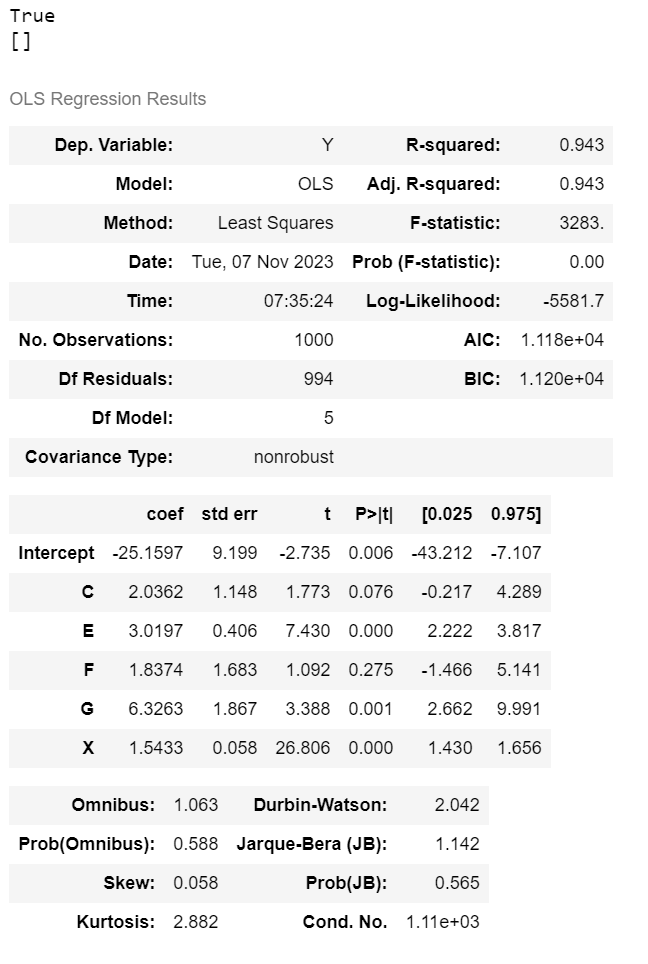 True
[]
OLS Regression Results
Dep. Variable: Y R-squared: 0.943
Model: OLS Adj. R-squared: 0.943
Method: Least Squares F-statistic: 3283.
Date: Tue, 07 Nov 2023 Prob (F-statistic): 0.00
Time: 07:35:24 Log-Likelihood: -5581.7
No. Observations: 1000 AIC: 1.118e+04
Df Residuals: 994 BIC: 1.120e+04
Df Model: 5
Covariance Type: nonrobust
coef std err t P>|t| [0.025 0.975]
Intercept -25.1597 9.199 -2.735 0.006 -43.212 -7.107
C 2.0362 1.148 1.773 0.076 -0.217 4.289
E 3.0197 0.406 7.430 0.000 2.222 3.817
F 1.8374 1.683 1.092 0.275 -1.466 5.141
G 6.3263 1.867 3.388 0.001 2.662 9.991
X 1.5433 0.058 26.806 0.000 1.430 1.656
Omnibus: 1.063 Durbin-Watson: 2.042
Prob(Omnibus): 0.588 Jarque-Bera (JB): 1.142
Skew: 0.058 Prob(JB): 0.565
Kurtosis: 2.882 Cond. No. 1.11e+03